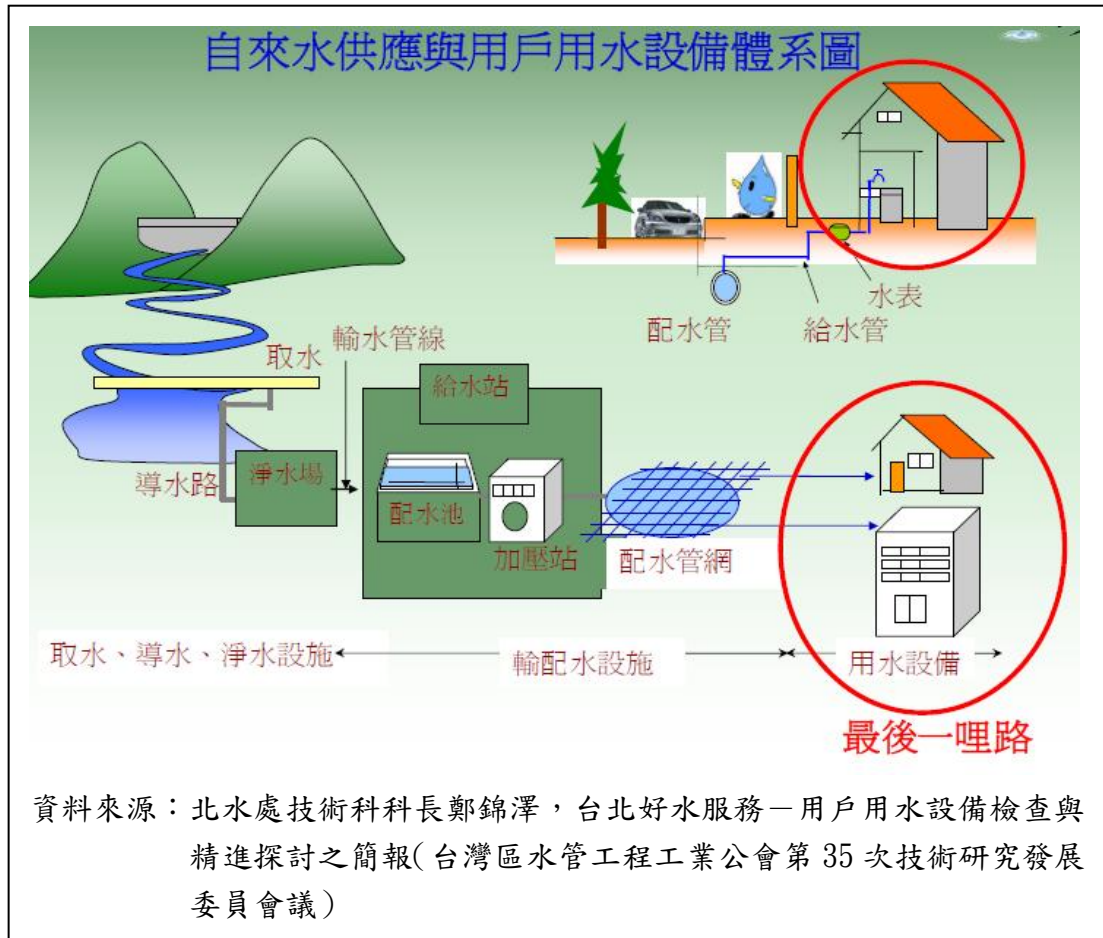 自來水供應與用戶用水設備體系圖
水表
配水管
給水管
取水
輸水管線
給水站
導水路
淨水場
配水池
加壓站
配水管網
取水、導水、淨水設施
輸配水設施
用水設備
最後一哩路
資料來源：北水處技術科科長鄭錦澤，台北好水服務－用戶用水設備檢查與
精進探討之簡報(台灣區水管工程工業公會第 35 次技術研究發展
委員會議)